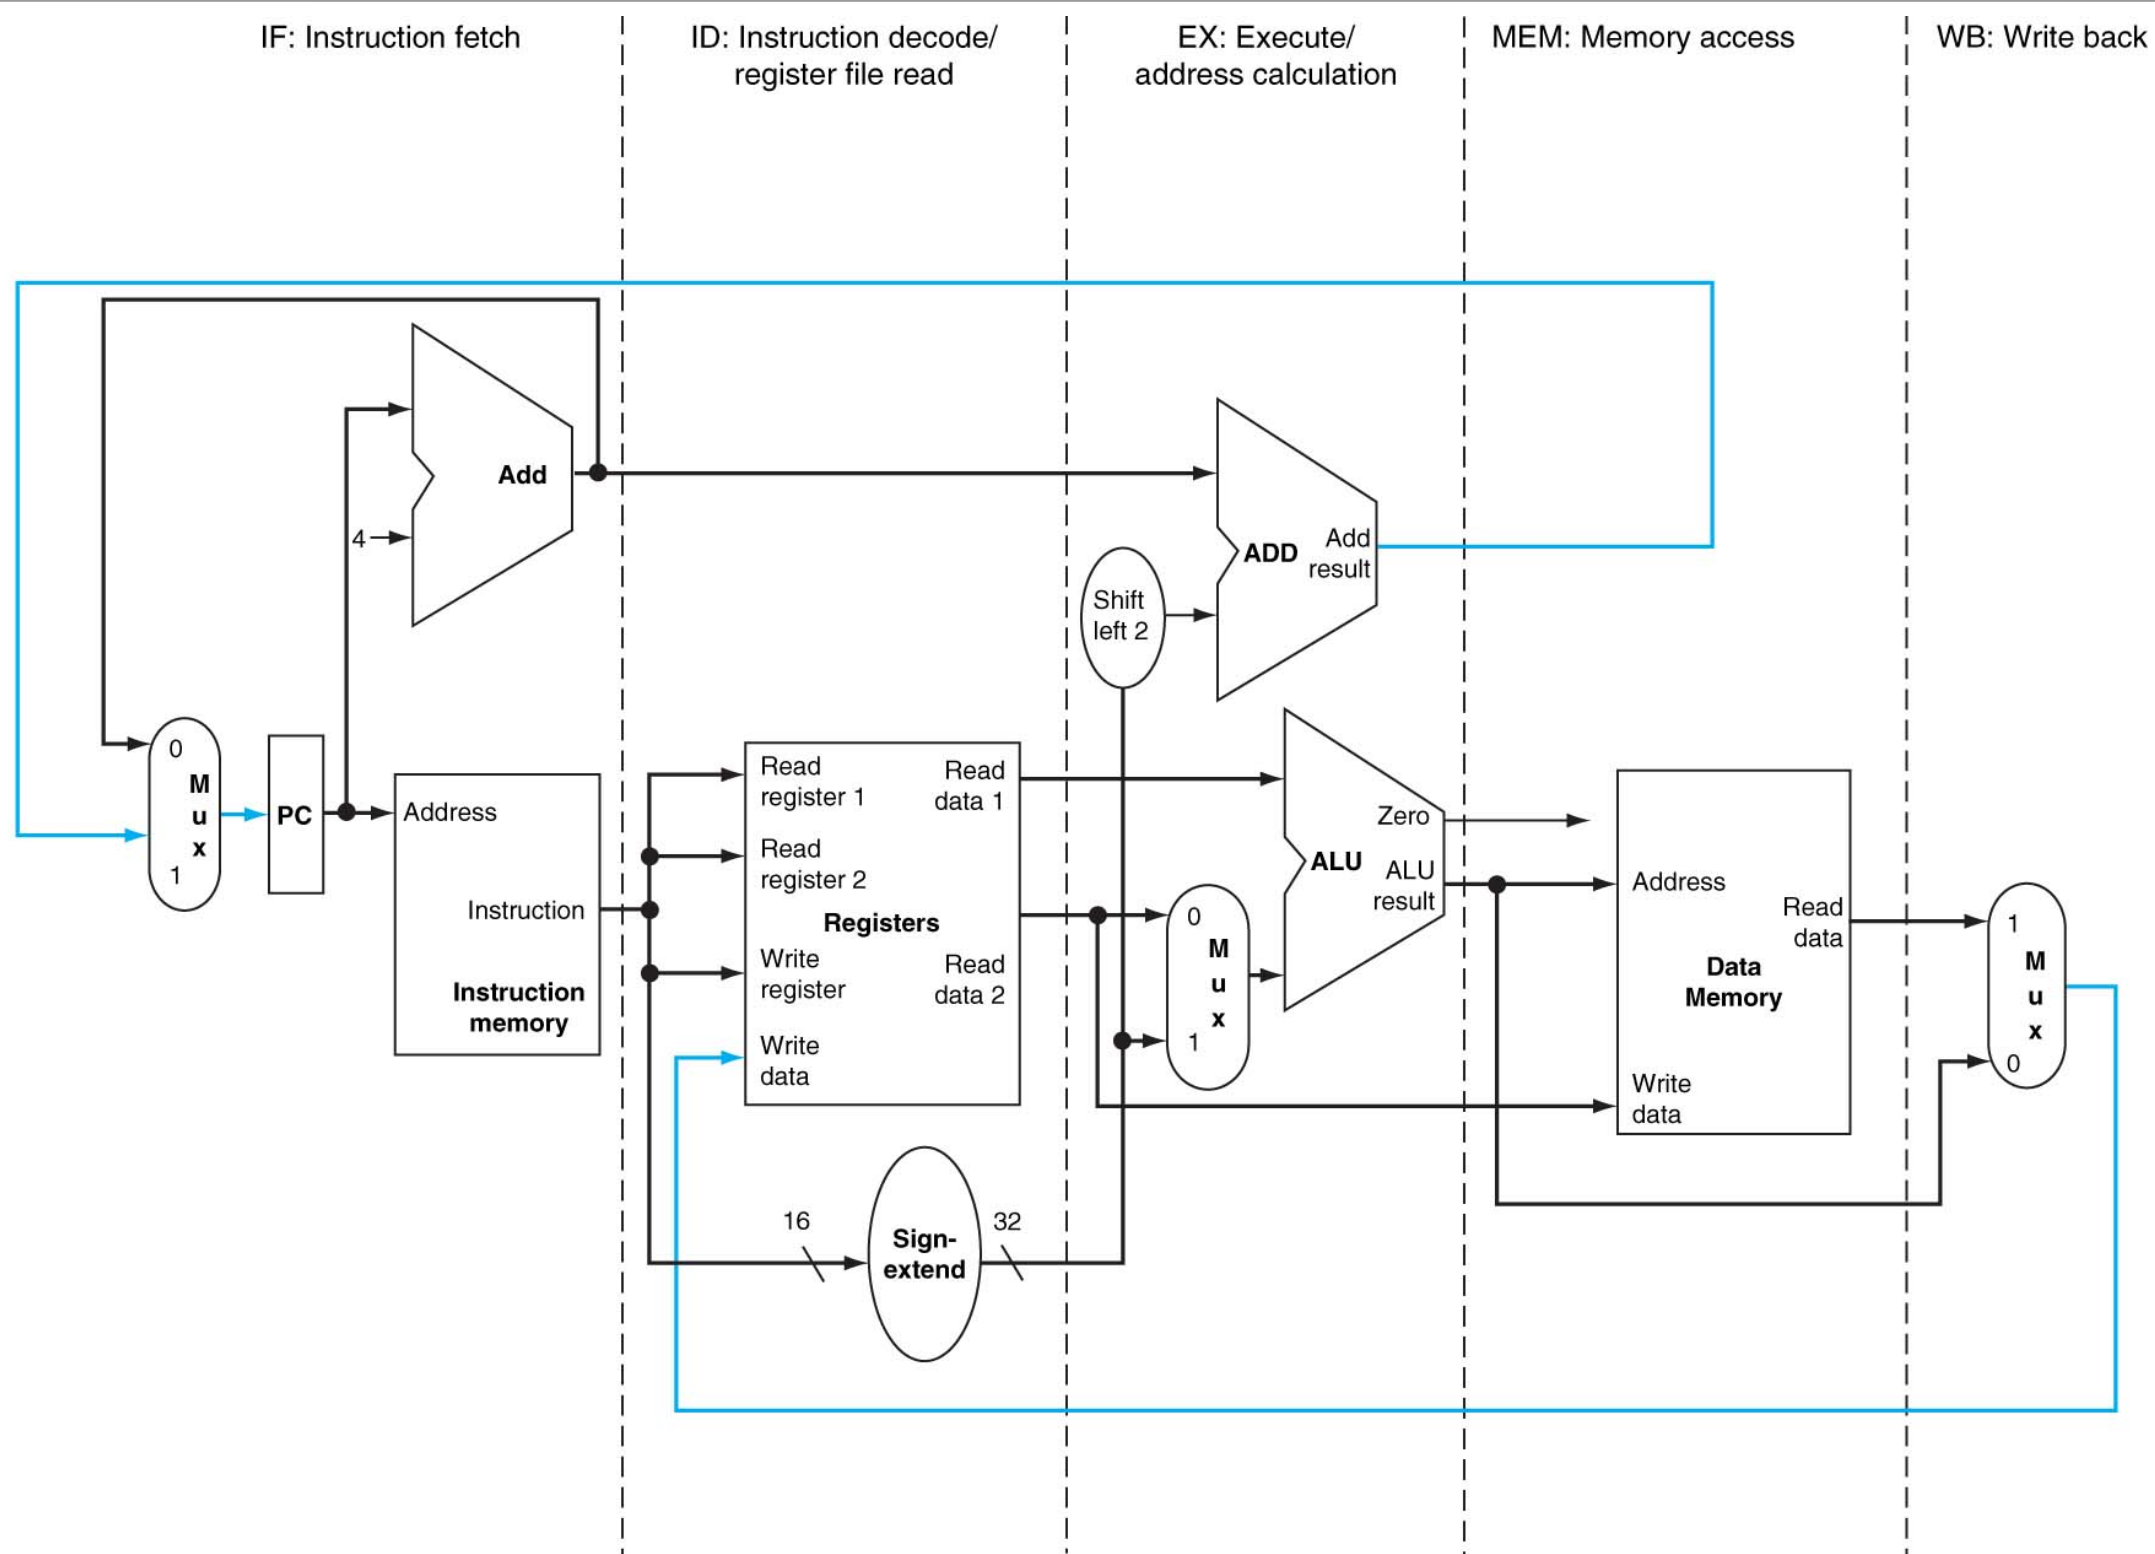 IF: Instruction fetch
ID: Instruction decode/
register file read
EX: Execute/
address calculation
MEM: Memory access
WB: Write back
Add
4
ADD
Add
result
Shift
left 2
0
M
u
x
1
PC
Address
Instruction
Instruction
memory
Read
register 1
Read
register 2
Registers
Write
register
Write
data
Read
data 1
Read
data 2
16
Sign-
extend
32
0
M
u
x
1
Zero
ALU
ALU
result
Address
Read
data
Data
Memory
Write
data
1
M
u
x
0